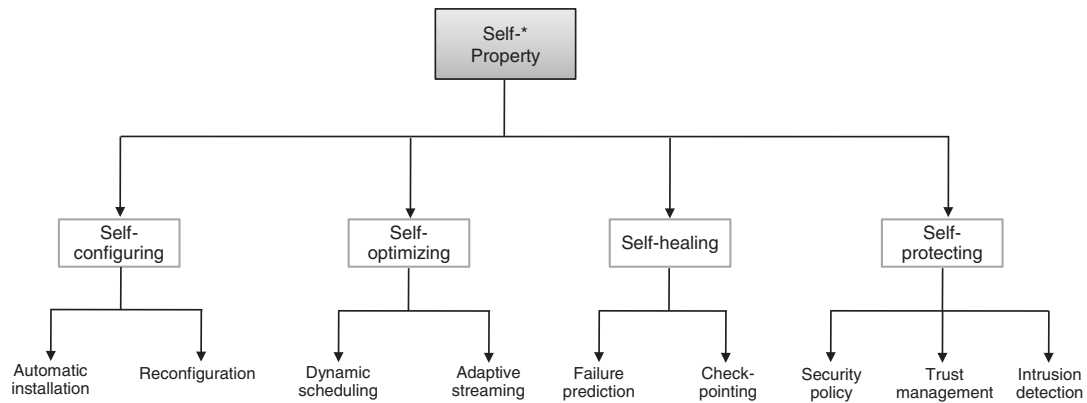 Self-*
Property
Self-
configuring
Self-
optimizing
Self-healing
Self-
protecting
Automatic
installation
Reconfiguration
Dynamic
scheduling
Adaptive
streaming
Failure
prediction
Check-
pointing
Security
policy
Trust
management
Intrusion
detection